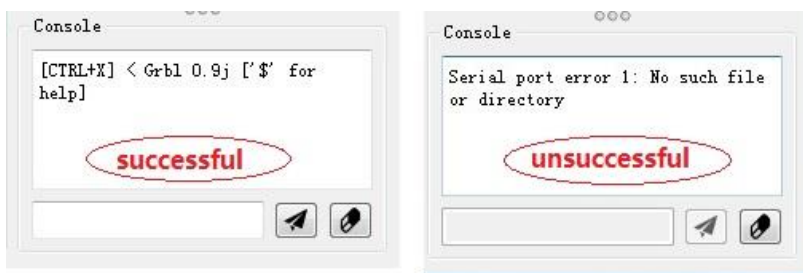 Console
[CTRL+X] < Grbl 0.9j ['$' for
help]
successful
Console
Serial port error 1: No such file
or directory
unsuccessful